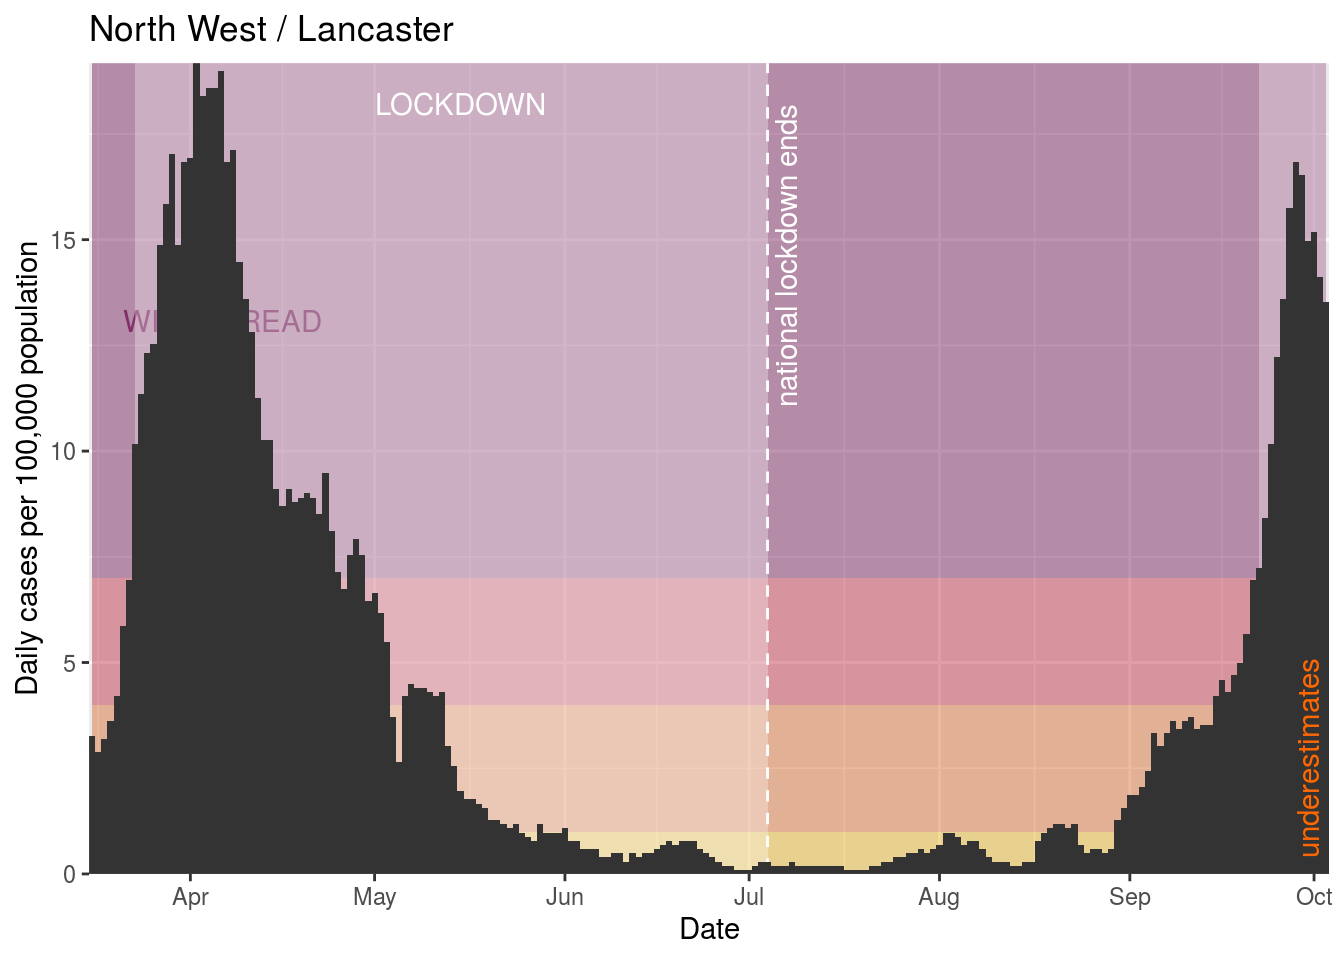 North West / Lancaster
LOCKDOWN
national lockdown ends
underestimates
Daily cases per 100,000 population
15
10
5
0
Apr
May
Jun
Jul
Aug
Sep
Oct
Date